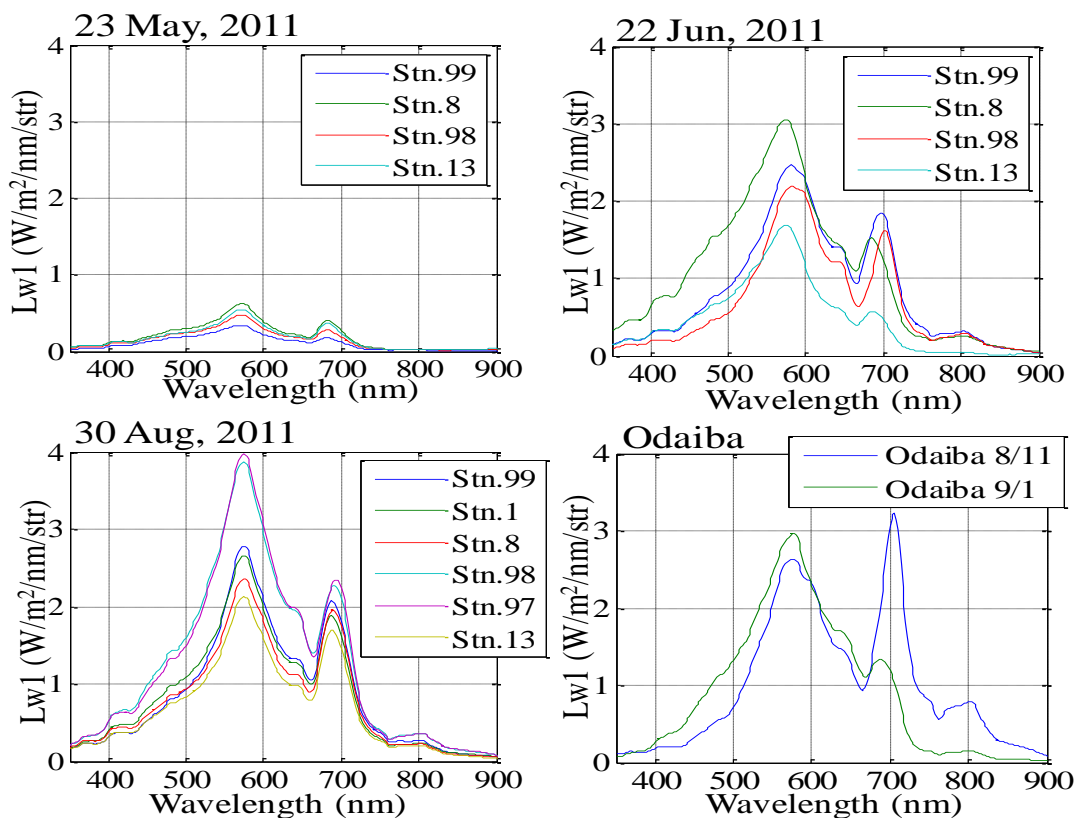 23 May, 2011
Lw1 (W/m²/nm/str)
4
3
2
1
0
400 500 600 700 800 900
Wavelength (nm)
Stn.99
Stn.8
Stn.98
Stn.13
22 Jun, 2011
Lw1 (W/m²/nm/str)
4
3
2
1
0
400 500 600 700 800 900
Wavelength (nm)
Stn.99
Stn.8
Stn.98
Stn.13
30 Aug, 2011
Lw1 (W/m²/nm/str)
4
3
2
1
0
400 500 600 700 800 900
Wavelength (nm)
Stn.99
Stn.1
Stn.8
Stn.98
Stn.97
Stn.13
Odaiba
Lw1 (W/m²/nm/str)
4
3
2
1
0
400 500 600 700 800 900
Wavelength (nm)
Odaiba 8/11
Odaiba 9/1